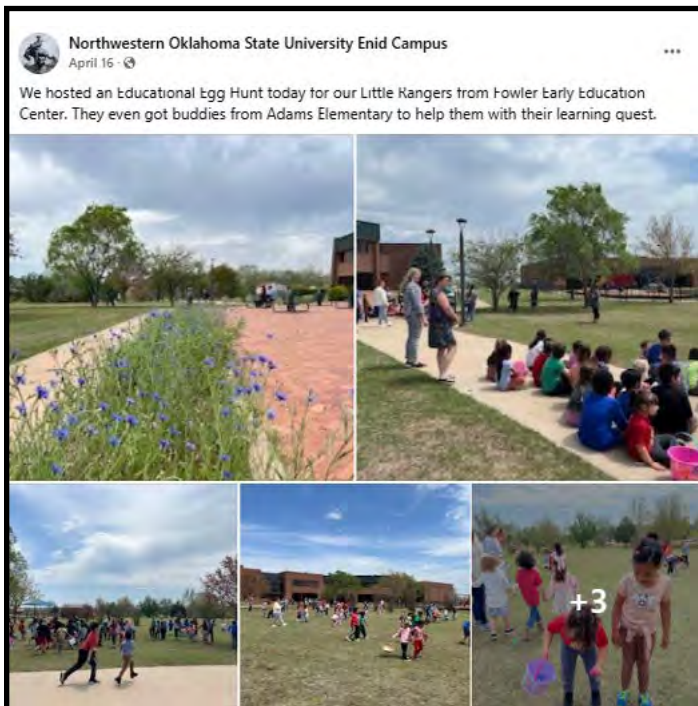 Northwestern Oklahoma State University Enid Campus
April 16 ·
We hosted an Educational Egg Hunt today for our Little Rangers from Fowler Early Education
Center. They even got buddies from Adams Elementary to help them with their learning quest.
+3